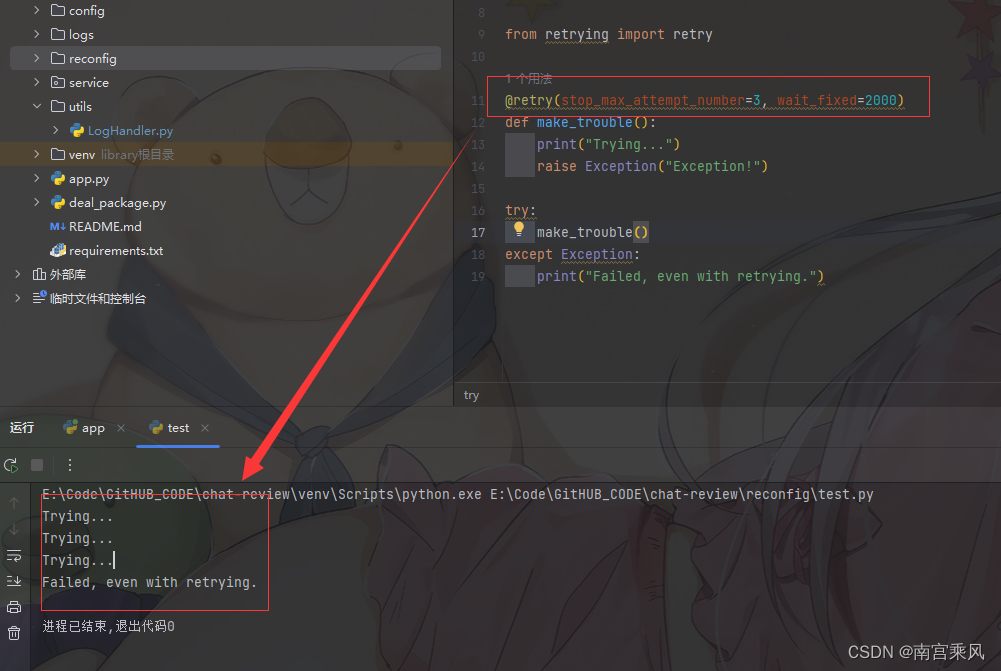 config
logs
reconfig
service
utils
LogHandler.py
venv library根目录
app.py
deal_package.py
M↓ README.md
requirements.txt
外部库
临时文件和控制台
8
9 from retrying import retry
10
1 个用法
11 @retry(stop_max_attempt_number=3, wait_fixed=2000)
12 def make_trouble():
13 print("Trying...")
14 raise Exception("Exception!")
15
16 try:
17 make_trouble()
18 except Exception:
19 print("Failed, even with retrying.")
try
运行 app test
E:\Code\GitHUB_CODE\chat-review\venv\Scripts\python.exe E:\Code\GitHUB_CODE\chat-review\reconfig\test.py
Trying...
Trying...
Trying...
Failed, even with retrying.
进程已结束,退出代码0
CSDN @南宫乘风